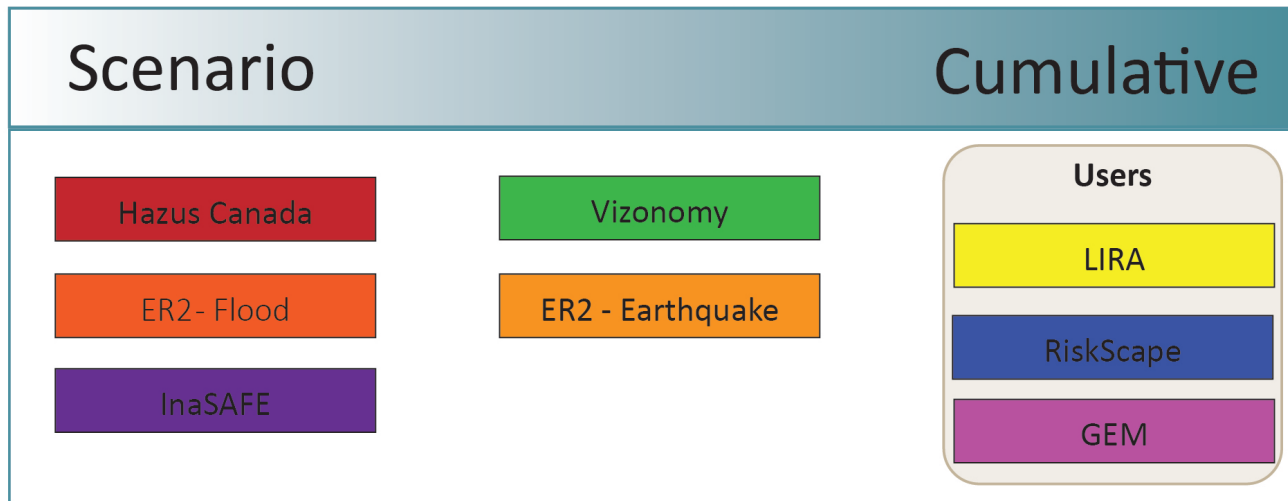 Scenario
Cumulative
Hazus Canada
ER2- Flood
InaSAFE
Vizonomy
ER2 - Earthquake
Users
LIRA
RiskScape
GEM